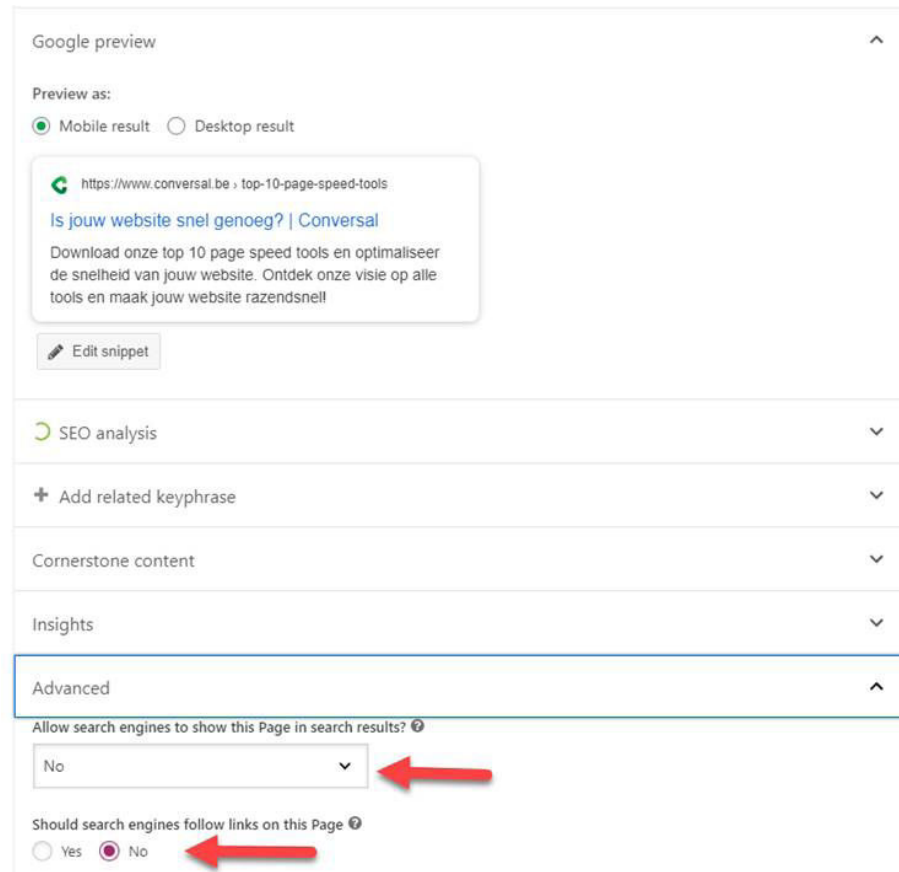 Google preview
Preview as:
Mobile result Desktop result
https://www.conversal.be › top-10-page-speed-tools
Is jouw website snel genoeg? | Conversal
Download onze top 10 page speed tools en optimaliseer
de snelheid van jouw website. Ontdek onze visie op alle
tools en maak jouw website razendsnel!
Edit snippet
SEO analysis
Add related keyphrase
Cornerstone content
Insights
Advanced
Allow search engines to show this Page in search results?
No
Should search engines follow links on this Page
Yes No